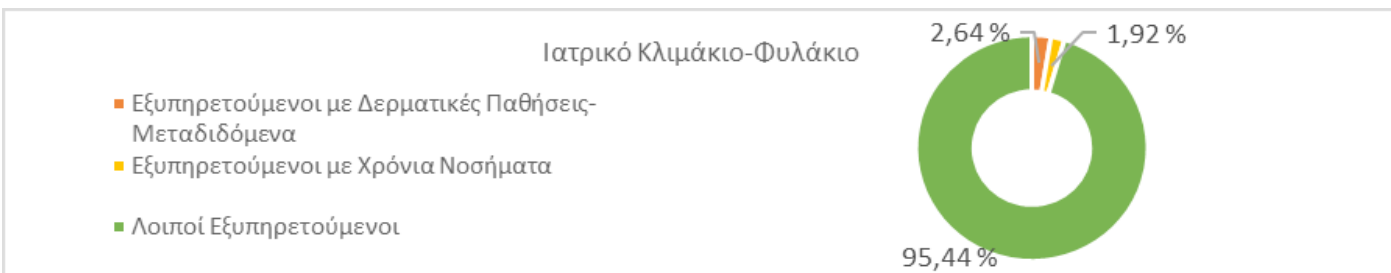 2,64 %
1,92 %
Ιατρικό Κλιμάκιο-Φυλάκιο
Εξυπηρετούμενοι με Δερματικές Παθήσεις-
Μεταδιδόμενα
Εξυπηρετούμενοι με Χρόνια Νοσήματα
Λοιποί Εξυπηρετούμενοι
95,44 %